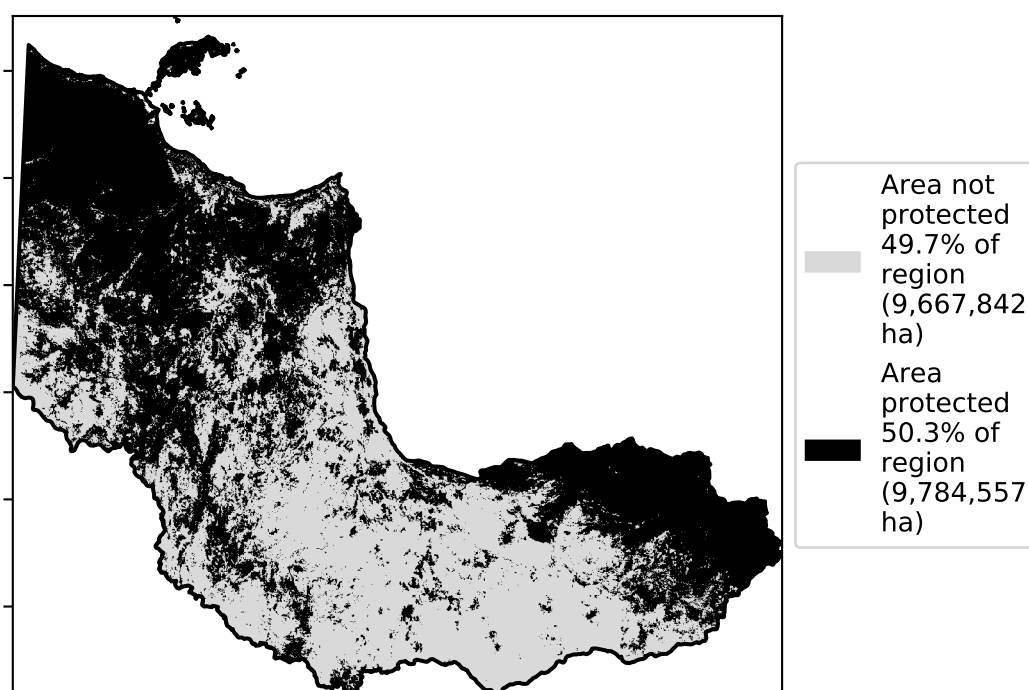 Area not
protected
49.7% of
region
(9,667,842
ha)
Area
protected
50.3% of
region
(9,784,557
ha)